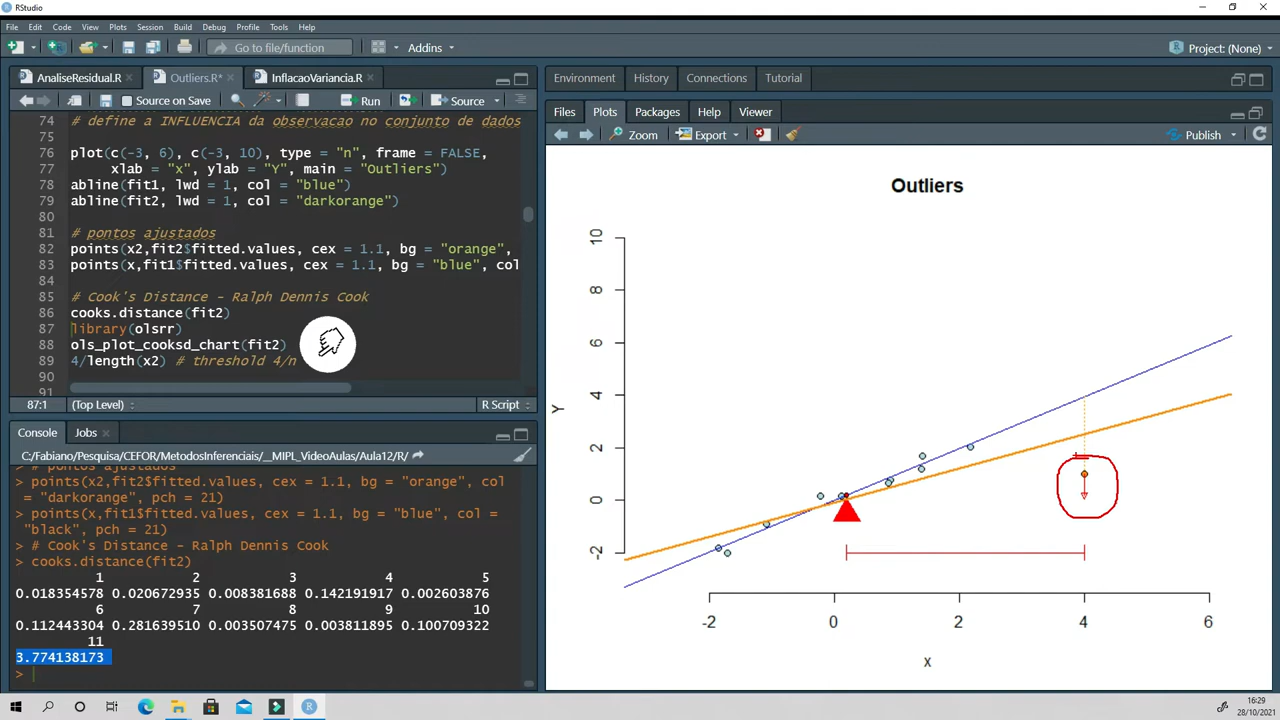 RStudio
File Edit Code View Plots Session Build Debug Profile Tools Help
Go to file/function Addins Project: (None)
AnaliseResidual.R Outliers.R* InflacaoVariancia.R
Source on Save Run Source
74 # define a INFLUENCIA da observacao no conjunto de dados
75
76 plot(c(-3, 6), c(-3, 10), type = "n", frame = FALSE,
77 xlab = "x", ylab = "Y", main = "Outliers")
78 abline(fit1, lwd = 1, col = "blue")
79 abline(fit2, lwd = 1, col = "darkorange")
80
81 # pontos ajustados
82 points(x2,fit2$fitted.values, cex = 1.1, bg = "orange",
83 points(x,fit1$fitted.values, cex = 1.1, bg = "blue", col
84
85 # Cook's Distance - Ralph Dennis Cook
86 cooks.distance(fit2)
87 library(olsrr)
88 ols_plot_cooksd_chart(fit2)
89 4/length(x2) # threshold 4/n
90
91
87:1 (Top Level) R Script
Console Jobs
C:/Fabiano/Pesquisa/CEFOR/MetodosInferenciais/__MIPL_VideoAulas/Aula12/R/
> # pontos ajustados
> points(x2,fit2$fitted.values, cex = 1.1, bg = "orange", col
= "darkorange", pch = 21)
> points(x,fit1$fitted.values, cex = 1.1, bg = "blue", col =
"black", pch = 21)
> # Cook's Distance - Ralph Dennis Cook
> cooks.distance(fit2)
1 2 3 4 5
0.018354578 0.020672935 0.008381688 0.142191917 0.002603876
6 7 8 9 10
0.112443304 0.281639510 0.003507475 0.003811895 0.100709322
11
3.774138173
>
Environment History Connections Tutorial
Files Plots Packages Help Viewer
Zoom Export Publish
Outliers
10
8
6
4
2
0
-2
Y
-2 0 2 4 6
x
16:29
28/10/2021